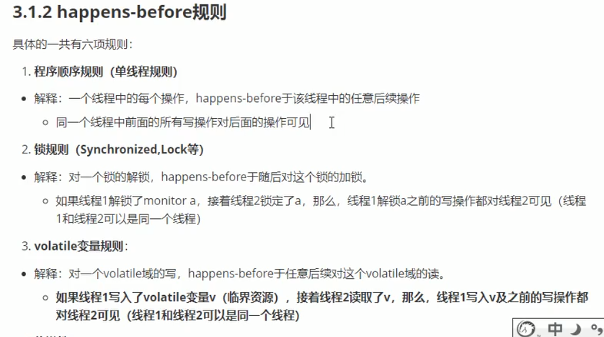 3.1.2 happens-before规则
具体的一共有六项规则：
1. 程序顺序规则（单线程规则）
解释：一个线程中的每个操作，happens-before于该线程中的任意后续操作
同一个线程中前面的所有写操作对后面的操作可见
2. 锁规则（Synchronized,Lock等）
解释：对一个锁的解锁，happens-before于随后对这个锁的加锁。
如果线程1解锁了monitor a，接着线程2锁定了a，那么，线程1解锁a之前的写操作都对线程2可见（线程
1和线程2可以是同一个线程）
3. volatile变量规则：
解释：对一个volatile域的写，happens-before于任意后续对这个volatile域的读。
如果线程1写入了volatile变量v（临界资源），接着线程2读取了v，那么，线程1写入v及之前的写操作都
对线程2可见（线程1和线程2可以是同一个线程）
中